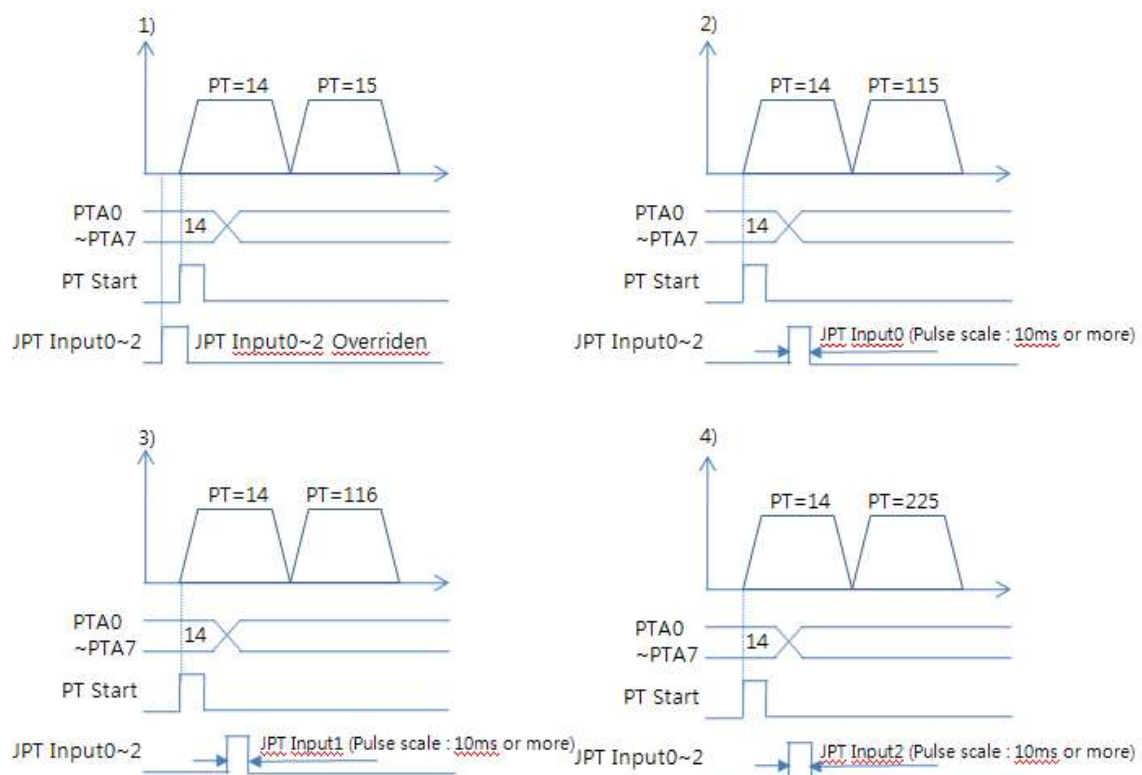 1)
PT=14 PT=15
PTA0
~PTA7
14
PT Start
JPT Input0~2
JPT Input0~2 Overriden
2)
PT=14 PT=115
PTA0
~PTA7
14
PT Start
JPT Input0~2
JPT Input0 (Pulse scale : 10ms or more)
3)
PT=14 PT=116
PTA0
~PTA7
14
PT Start
JPT Input0~2
JPT Input1 (Pulse scale : 10ms or more)
4)
PT=14 PT=225
PTA0
~PTA7
14
PT Start
JPT Input0~2
JPT Input2 (Pulse scale : 10ms or more)